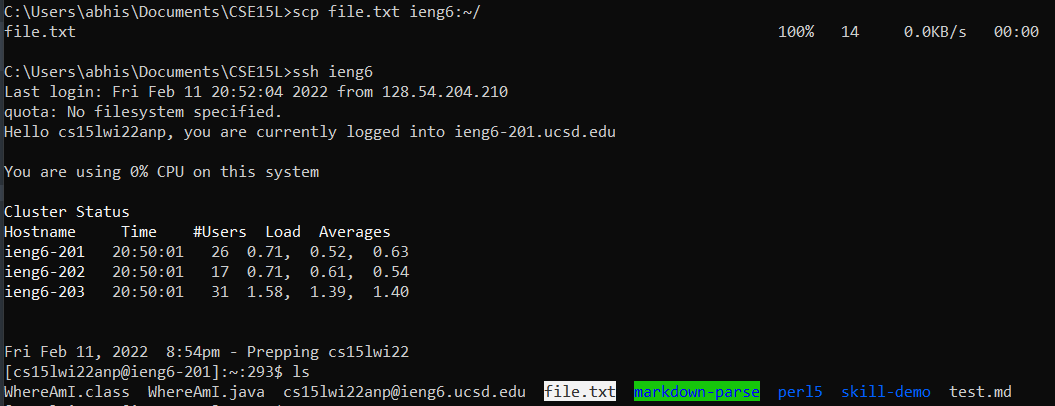 C:\Users\abhis\Documents\CSE15L>scp file.txt ieng6:~/
file.txt 100% 14 0.0KB/s 00:00
C:\Users\abhis\Documents\CSE15L>ssh ieng6
Last login: Fri Feb 11 20:52:04 2022 from 128.54.204.210
quota: No filesystem specified.
Hello cs15lwi22anp, you are currently logged into ieng6-201.ucsd.edu
You are using 0% CPU on this system
Cluster Status
Hostname Time #Users Load Averages
ieng6-201 20:50:01 26 0.71, 0.52, 0.63
ieng6-202 20:50:01 17 0.71, 0.61, 0.54
ieng6-203 20:50:01 31 1.58, 1.39, 1.40
Fri Feb 11, 2022 8:54pm - Prepping cs15lwi22
[cs15lwi22anp@ieng6-201]:~:293$ ls
WhereAmI.class WhereAmI.java cs15lwi22anp@ieng6.ucsd.edu file.txt markdown-parse perl5 skill-demo test.md